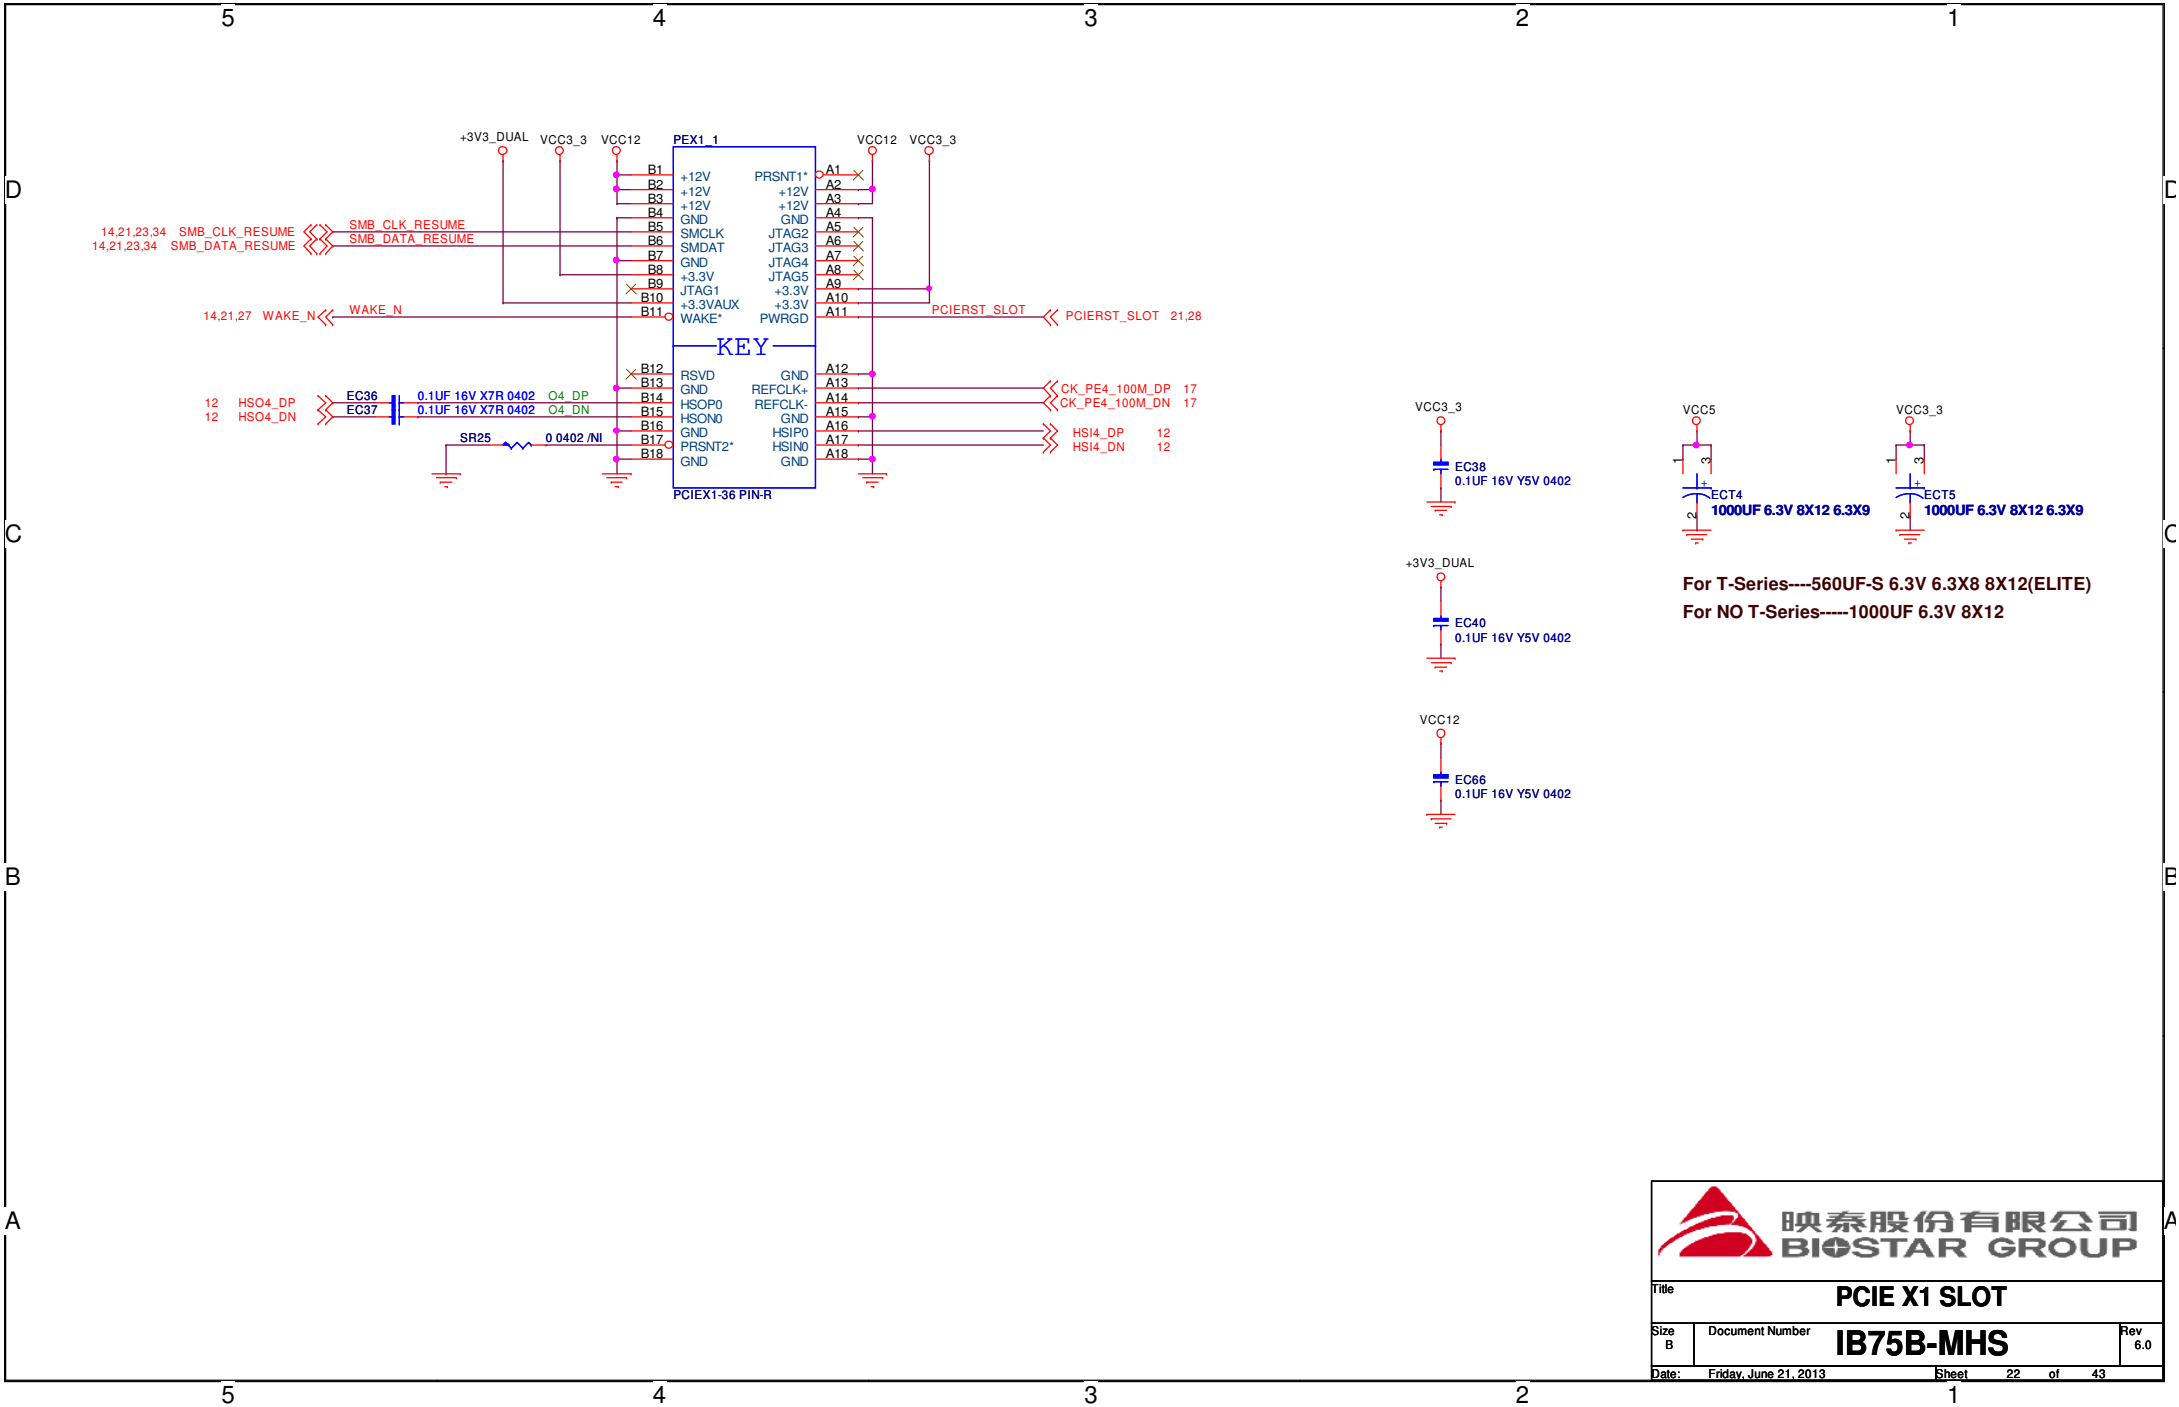 5 4 3 2 1
D D
C C
B B
A A
+3V3_DUAL VCC3_3 VCC12 PEX1_1 VCC12 VCC3_3
B1 +12V PRSNT1* A1
B2 +12V +12V A2
B3 +12V +12V A3
B4 GND GND A4
14,21,23,34 SMB_CLK_RESUME SMB_CLK_RESUME B5 SMCLK JTAG2 A5
14,21,23,34 SMB_DATA_RESUME SMB_DATA_RESUME B6 SMDAT JTAG3 A6
B7 GND JTAG4 A7
B8 +3.3V JTAG5 A8
B9 JTAG1 +3.3V A9
B10 +3.3VAUX +3.3V A10
14,21,27 WAKE_N WAKE_N B11 WAKE* PWRGD A11 PCIERST_SLOT PCIERST_SLOT 21,28
KEY
B12 RSVD GND A12
B13 GND REFCLK+ A13 CK_PE4_100M_DP 17
12 HSO4_DP EC36 0.1UF 16V X7R 0402 O4_DP B14 HSOP0 REFCLK- A14 CK_PE4_100M_DN 17
12 HSO4_DN EC37 0.1UF 16V X7R 0402 O4_DN B15 HSON0 GND A15
B16 GND HSIP0 A16 HSI4_DP 12
SR25 0 0402 /NI B17 PRSNT2* HSIN0 A17 HSI4_DN 12
B18 GND GND A18
PCIEX1-36 PIN-R
VCC3_3
EC38
0.1UF 16V Y5V 0402
+3V3_DUAL
EC40
0.1UF 16V Y5V 0402
VCC12
EC66
0.1UF 16V Y5V 0402
VCC5
1 3
+
ECT4
1000UF 6.3V 8X12 6.3X9
2
VCC3_3
1 3
+
ECT5
1000UF 6.3V 8X12 6.3X9
2
For T-Series----560UF-S 6.3V 6.3X8 8X12(ELITE)
For NO T-Series-----1000UF 6.3V 8X12
映泰股份有限公司
BIOSTAR GROUP
Title
PCIE X1 SLOT
Size
B
Document Number
IB75B-MHS
Rev
6.0
Date: Friday, June 21, 2013 Sheet 22 of 43
5 4 3 2 1